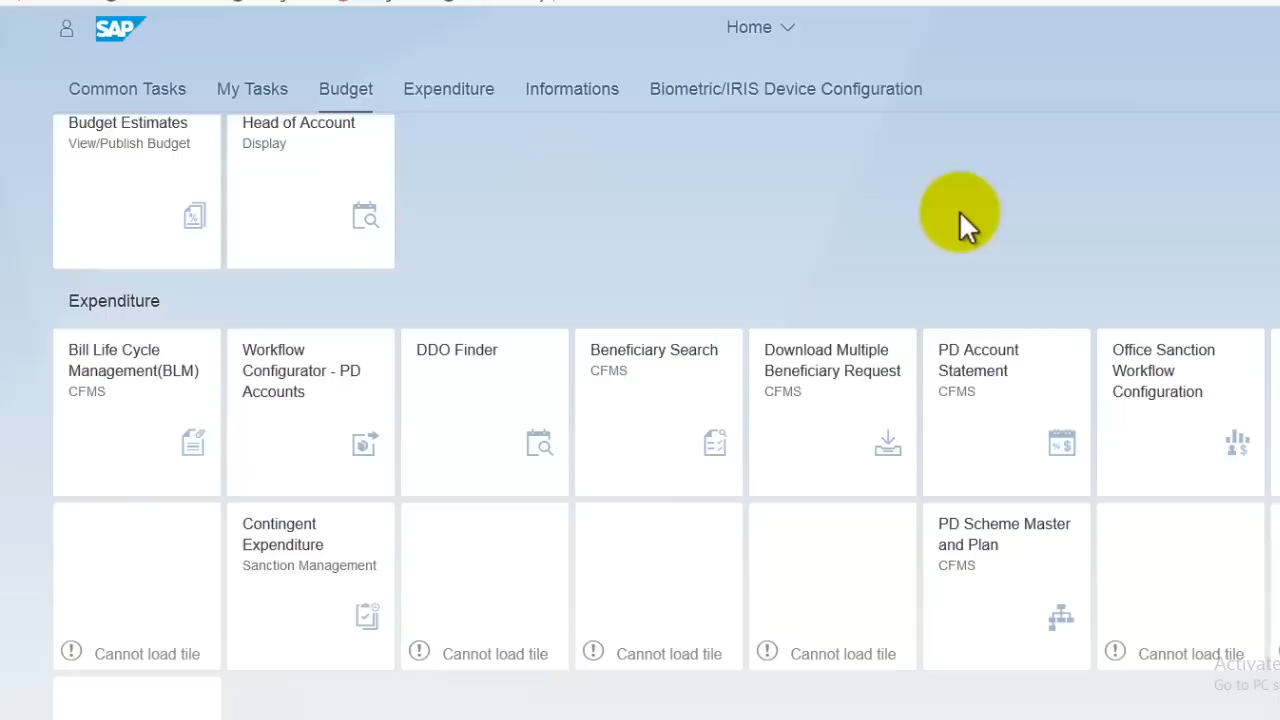 SAP
Home
Common Tasks
My Tasks
Budget
Expenditure
Informations
Biometric/IRIS Device Configuration
Budget Estimates
View/Publish Budget
Head of Account
Display
Expenditure
Bill Life Cycle
Management(BLM)
CFMS
Workflow
Configurator - PD
Accounts
DDO Finder
Beneficiary Search
CFMS
Download Multiple
Beneficiary Request
CFMS
PD Account
Statement
CFMS
Office Sanction
Workflow
Configuration
Cannot load tile
Contingent
Expenditure
Sanction Management
Cannot load tile
Cannot load tile
Cannot load tile
PD Scheme Master
and Plan
CFMS
Cannot load tile
Activate
Go to PC s